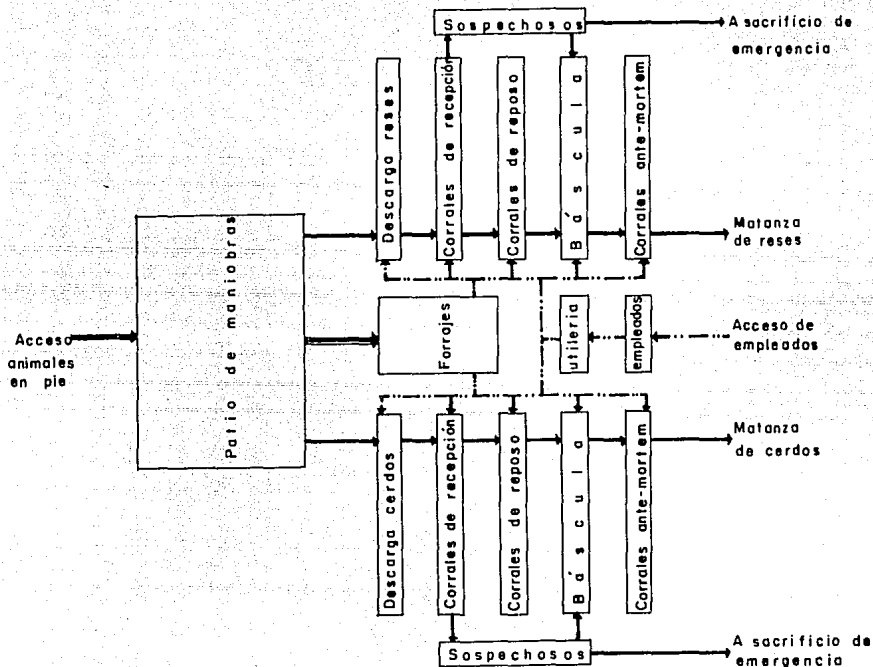 Sospechosos
A sacrificio de
emergencia
Descarga reses
Corrales de recepción
Corrales de reposo
Báscula
Corrales ante-mortem
Patio de maniobras
Matanza
de reses
Acceso
animales
en pie
Forrajes
utileria
empleados
Acceso de
empleados
Descarga cerdos
Corrales de recepción
Corrales de reposo
Báscula
Corrales ante-mortem
Matanza
de cerdos
Sospechosos
A sacrificio de
emergencia